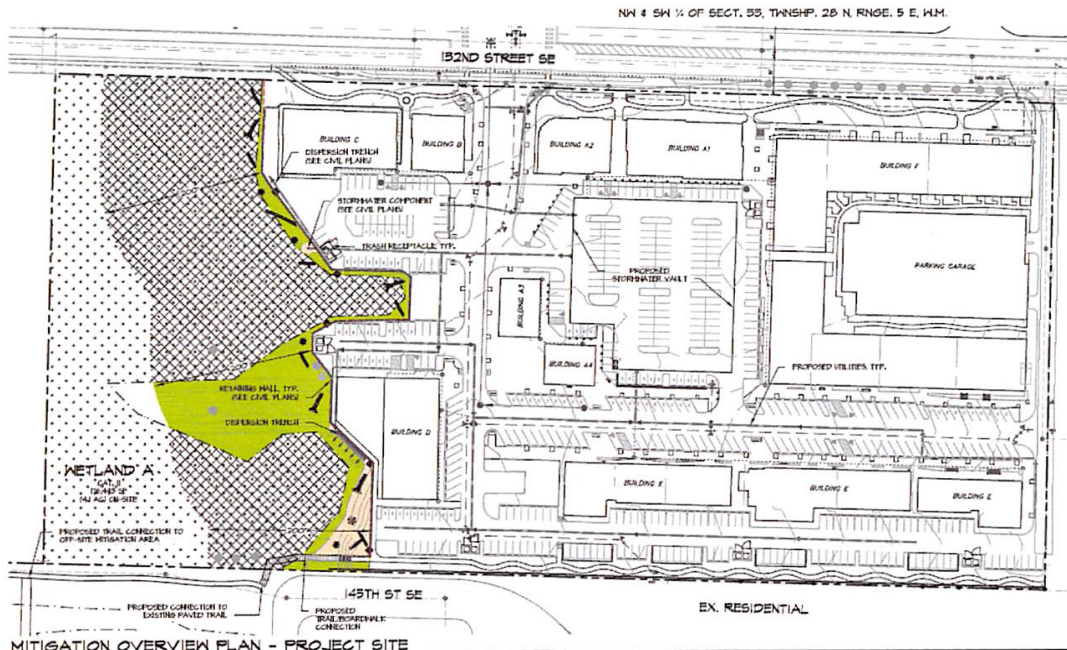 NW & SW ¼ OF SECT. 33, TWNSHP. 28 N, RNGE. 5 E, W.M.
132ND STREET SE
BUILDING C
BUILDING B
BUILDING A2
BUILDING A1
BUILDING F
DISPERSION TRENCH
(SEE CIVIL PLANS)
STORMWATER COMPONENT
(SEE CIVIL PLANS)
TRASH RECEPTACLE, TYP.
PROPOSED
STORMWATER VAULT
PARKING GARAGE
BUILDING A3
BUILDING A4
PROPOSED UTILITIES, TYP.
RETAINING WALL, TYP.
(SEE CIVIL PLANS)
DISPERSION TRENCH
BUILDING D
WETLAND A
CAT. II
ON-SITE
PROPOSED TRAIL CONNECTION TO
OFF-SITE MITIGATION AREA
BUILDING E
BUILDING E
145TH ST SE
EX. RESIDENTIAL
PROPOSED CONNECTION TO
EXISTING PAVED TRAIL
PROPOSED
TRAIL/BOARDWALK
CONNECTION
MITIGATION OVERVIEW PLAN - PROJECT SITE